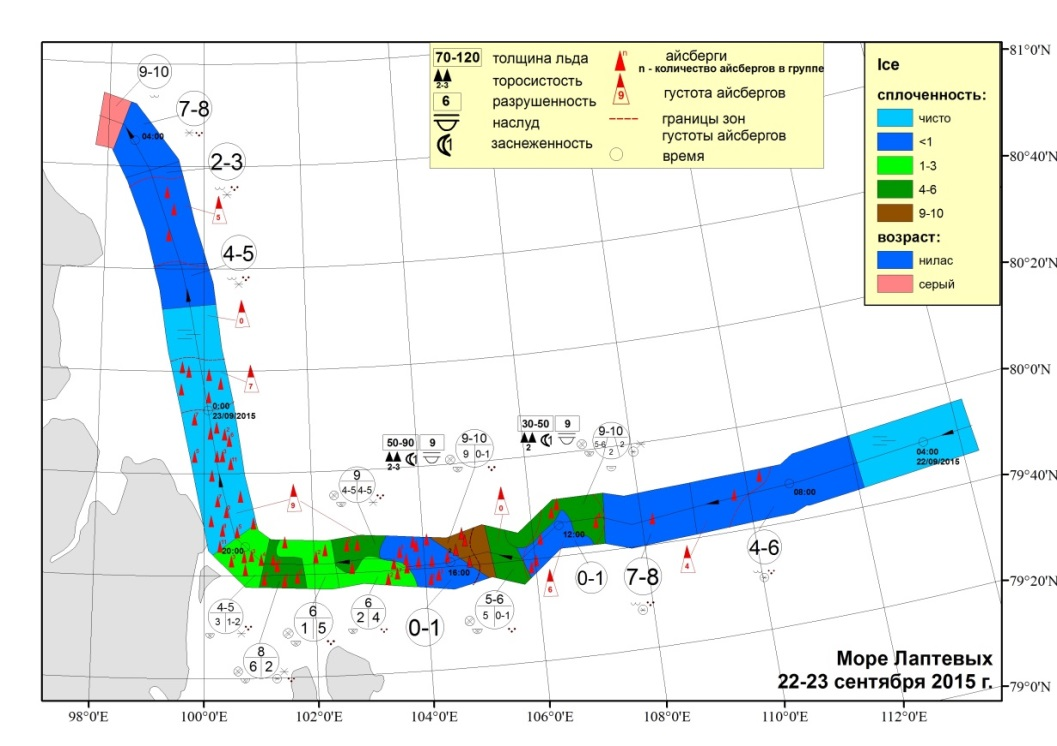 70-120 толщина льда
2-3 торосистость
6 разрушенность
наслуд
1 заснеженность
n айсберги
n - количество айсбергов в группе
9 густота айсбергов
границы зон
густоты айсбергов
время
Ice
сплоченность:
чисто
<1
1-3
4-6
9-10
возраст:
нилас
серый
81°0'N
80°40'N
80°20'N
80°0'N
79°40'N
79°20'N
79°0'N
9-10
7-8
04:00
2-3
5
4-5
0
7
0:00
23/09/2015
9
20:00
9
4-5 4-5
50-90 9
2-3 1
9-10
9 0-1
30-50 9
2 1
9-10
5-6 2
2
0
16:00
12:00
08:00
04:00
22/09/2015
6
4
4-5
3 1-2
8
6 2
6
1 5
6
2 4
0-1
5-6
5 0-1
0-1
7-8
4-6
Море Лаптевых
22-23 сентября 2015 г.
98°0'E 100°0'E 102°0'E 104°0'E 106°0'E 108°0'E 110°0'E 112°0'E